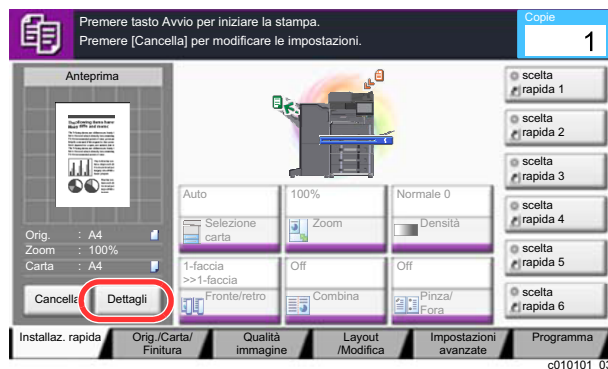 Premere tasto Avvio per iniziare la stampa.
Premere [Cancella] per modificare le impostazioni.
Copie
1
Anteprima
Orig. : A4
Zoom : 100%
Carta : A4
Cancella
Dettagli
Auto
Selezione
carta
100%
Zoom
Normale 0
Densità
1-faccia
>>1-faccia
Fronte/retro
Off
Combina
Off
Pinza/
Fora
scelta
rapida 1
scelta
rapida 2
scelta
rapida 3
scelta
rapida 4
scelta
rapida 5
scelta
rapida 6
Installaz. rapida
Orig./Carta/
Finitura
Qualità
immagine
Layout
/Modifica
Impostazioni
avanzate
Programma